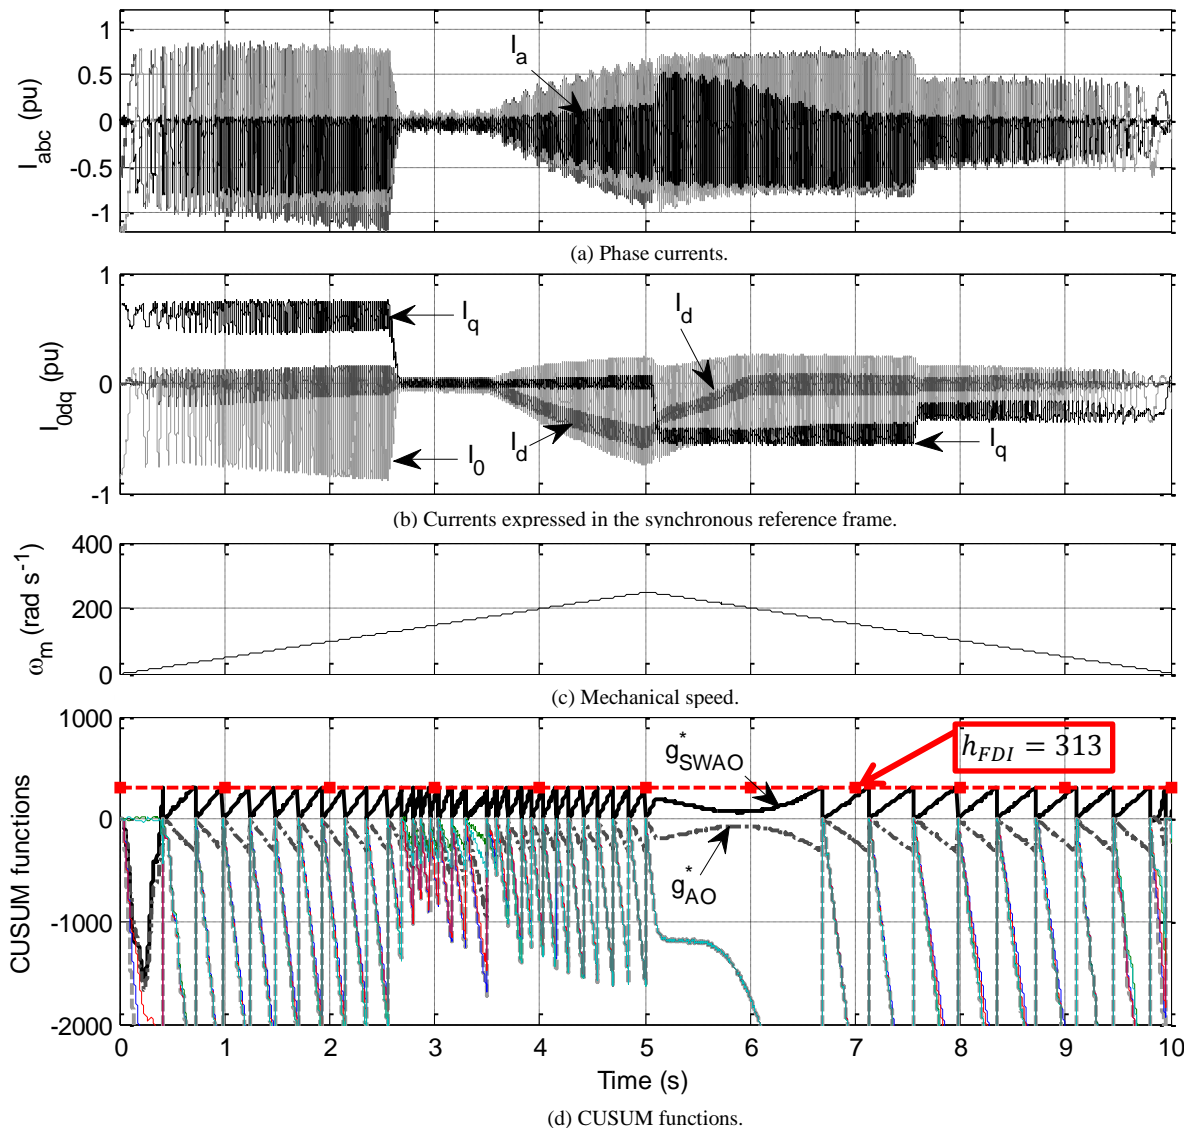 1
0.5
0
-0.5
-1
I_abc (pu)
I_a
(a) Phase currents.
1
0
-1
I_0dq (pu)
I_q
I_d
I_0
I_d
I_q
(b) Currents expressed in the synchronous reference frame.
400
200
0
ω_m (rad s^-1)
(c) Mechanical speed.
1000
0
-1000
-2000
CUSUM functions
g*_SWAO
h_FDI = 313
g*_AO
0 1 2 3 4 5 6 7 8 9 10
Time (s)
(d) CUSUM functions.